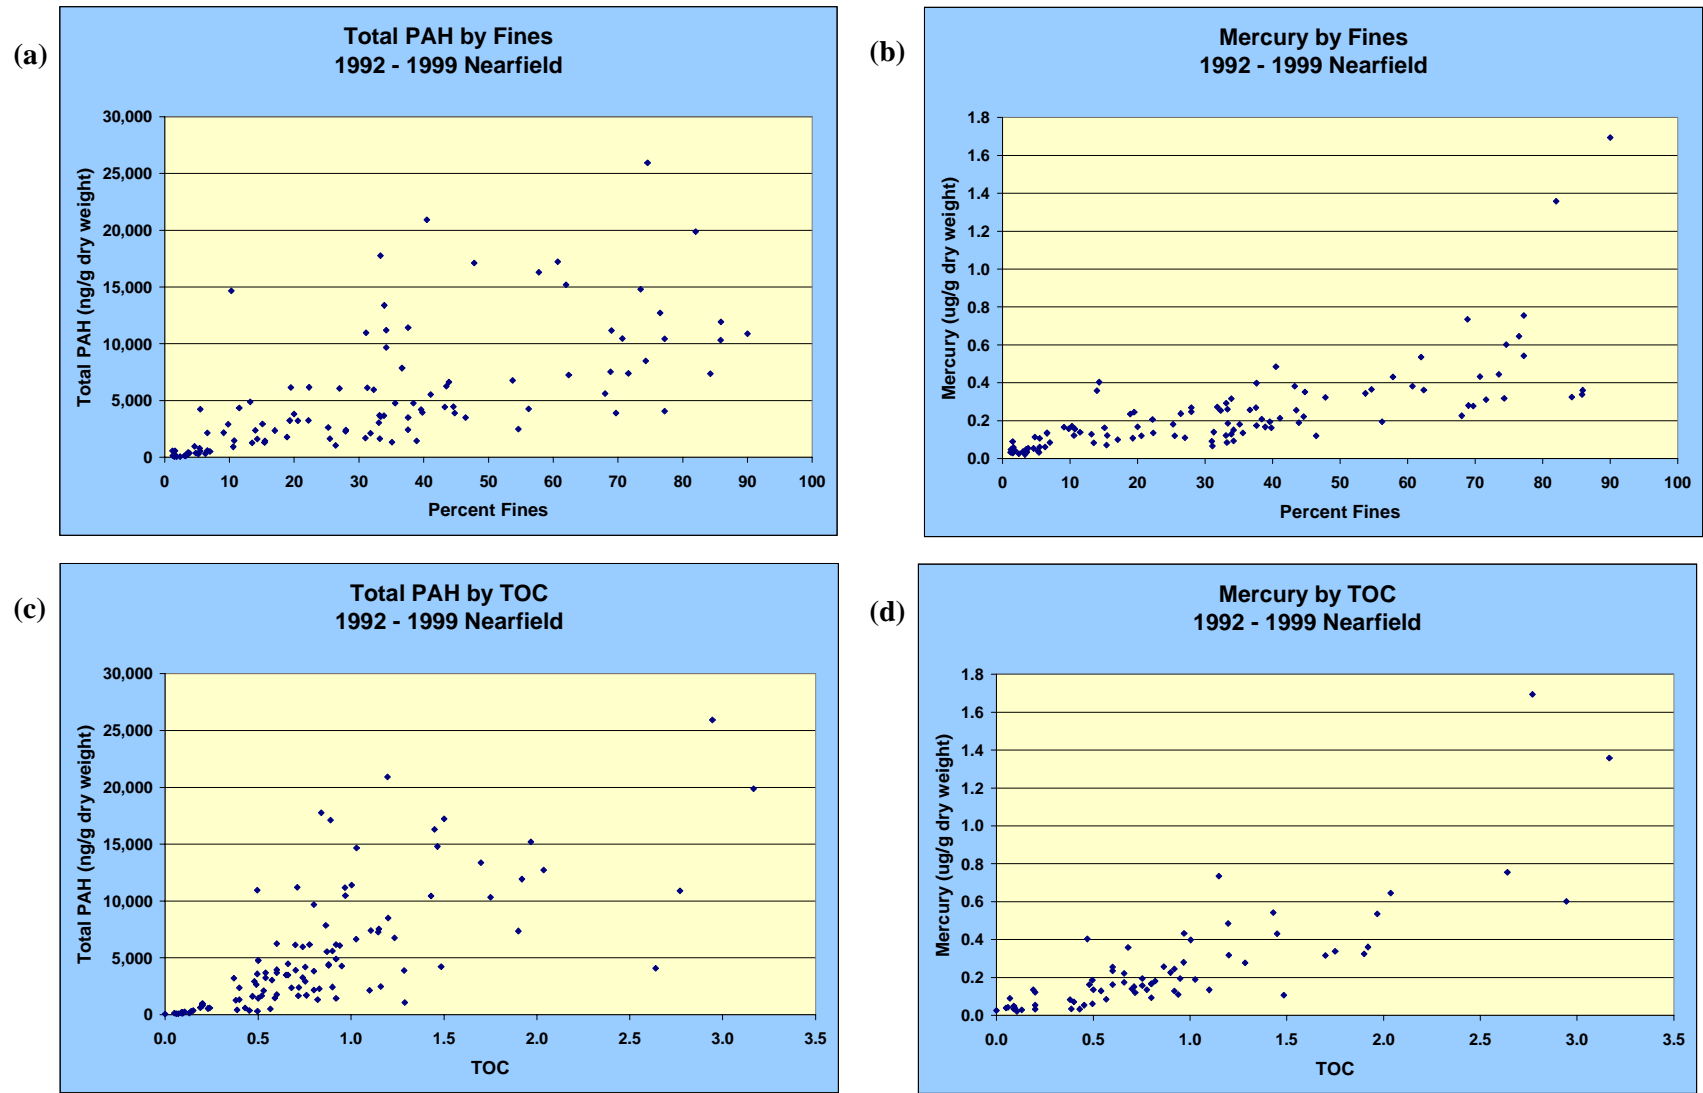 (a)
Total PAH by Fines
1992 - 1999 Nearfield
Total PAH (ng/g dry weight)
30,000
25,000
20,000
15,000
10,000
5,000
0
0 10 20 30 40 50 60 70 80 90 100
Percent Fines
(b)
Mercury by Fines
1992 - 1999 Nearfield
Mercury (ug/g dry weight)
1.8
1.6
1.4
1.2
1.0
0.8
0.6
0.4
0.2
0.0
0 10 20 30 40 50 60 70 80 90 100
Percent Fines
(c)
Total PAH by TOC
1992 - 1999 Nearfield
Total PAH (ng/g dry weight)
30,000
25,000
20,000
15,000
10,000
5,000
0
0.0 0.5 1.0 1.5 2.0 2.5 3.0 3.5
TOC
(d)
Mercury by TOC
1992 - 1999 Nearfield
Mercury (ug/g dry weight)
1.8
1.6
1.4
1.2
1.0
0.8
0.6
0.4
0.2
0.0
0.0 0.5 1.0 1.5 2.0 2.5 3.0 3.5
TOC